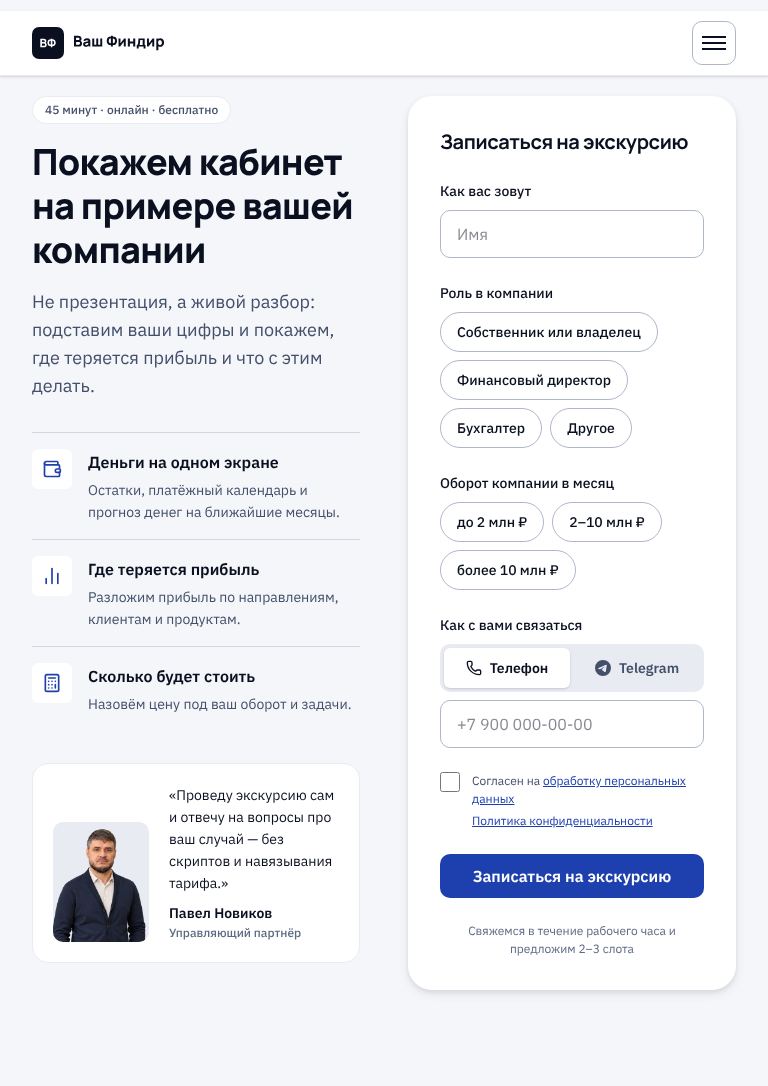 ВФ Ваш Финдир
45 минут · онлайн · бесплатно
Покажем кабинет
на примере вашей
компании
Не презентация, а живой разбор:
подставим ваши цифры и покажем,
где теряется прибыль и что с этим
делать.
Деньги на одном экране
Остатки, платёжный календарь и
прогноз денег на ближайшие месяцы.
Где теряется прибыль
Разложим прибыль по направлениям,
клиентам и продуктам.
Сколько будет стоить
Назовём цену под ваш оборот и задачи.
«Проведу экскурсию сам
и отвечу на вопросы про
ваш случай — без
скриптов и навязывания
тарифа.»
Павел Новиков
Управляющий партнёр
Записаться на экскурсию
Как вас зовут
Имя
Роль в компании
Собственник или владелец
Финансовый директор
Бухгалтер Другое
Оборот компании в месяц
до 2 млн ₽ 2–10 млн ₽
более 10 млн ₽
Как с вами связаться
Телефон Telegram
+7 900 000-00-00
Согласен на обработку персональных
данных
Политика конфиденциальности
Записаться на экскурсию
Свяжемся в течение рабочего часа и
предложим 2–3 слота